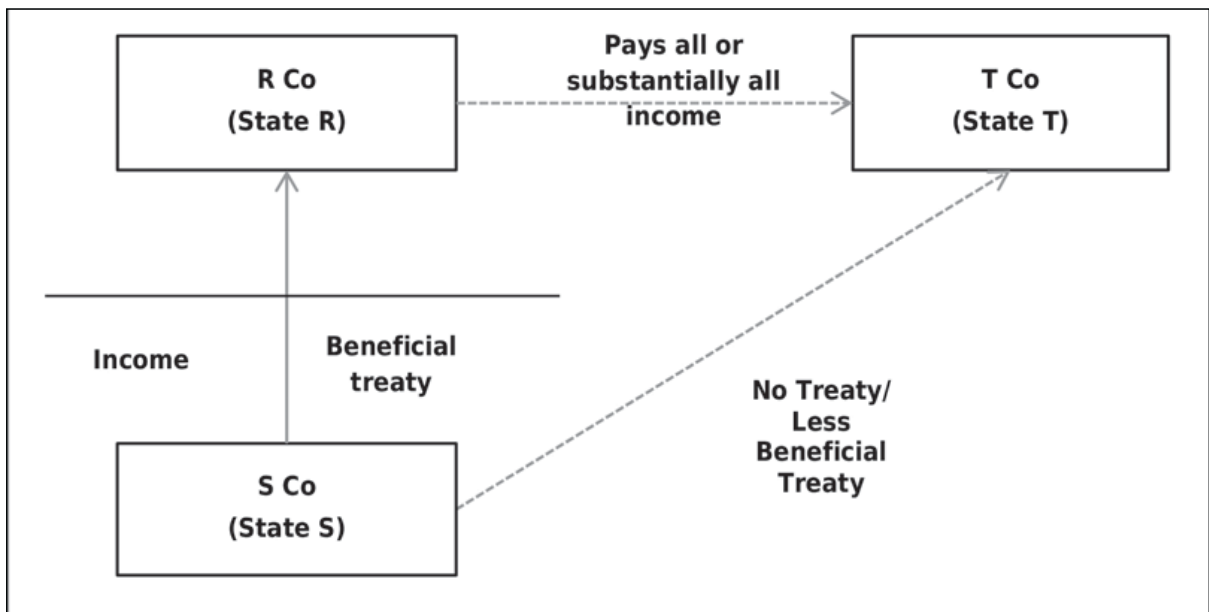 R Co
(State R)
Pays all or
substantially all
income
T Co
(State T)
Income
Beneficial
treaty
No Treaty/
Less
Beneficial
Treaty
S Co
(State S)